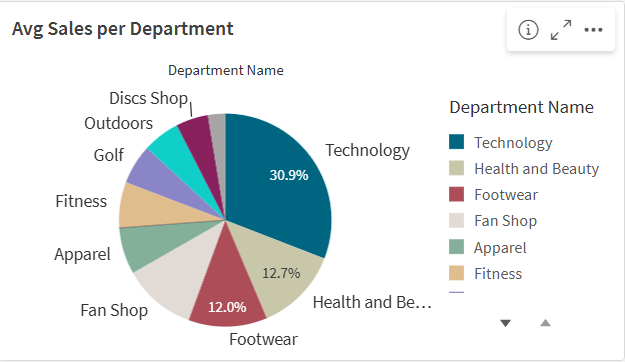 Avg Sales per Department
Department Name
Discs Shop
Outdoors
Golf
Fitness
Apparel
Fan Shop
Footwear
Health and Be…
Technology
30.9%
12.7%
12.0%
Department Name
Technology
Health and Beauty
Footwear
Fan Shop
Apparel
Fitness